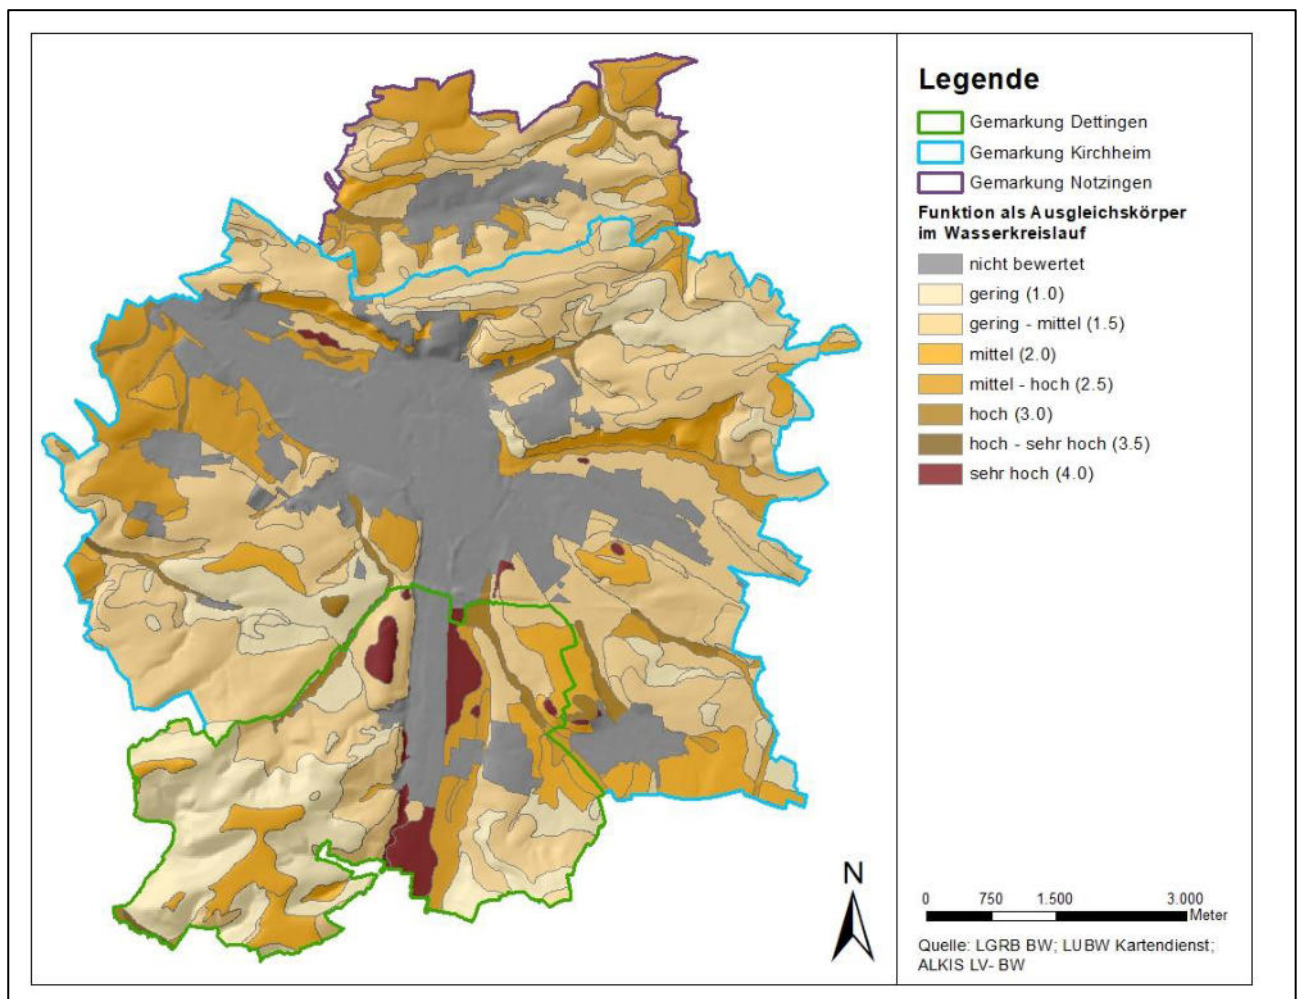 Legende
Gemarkung Dettingen
Gemarkung Kirchheim
Gemarkung Notzingen
Funktion als Ausgleichskörper
im Wasserkreislauf
nicht bewertet
gering (1.0)
gering - mittel (1.5)
mittel (2.0)
mittel - hoch (2.5)
hoch (3.0)
hoch - sehr hoch (3.5)
sehr hoch (4.0)
N
0 750 1.500 3.000
Meter
Quelle: LGRB BW; LUBW Kartendienst;
ALKIS LV- BW